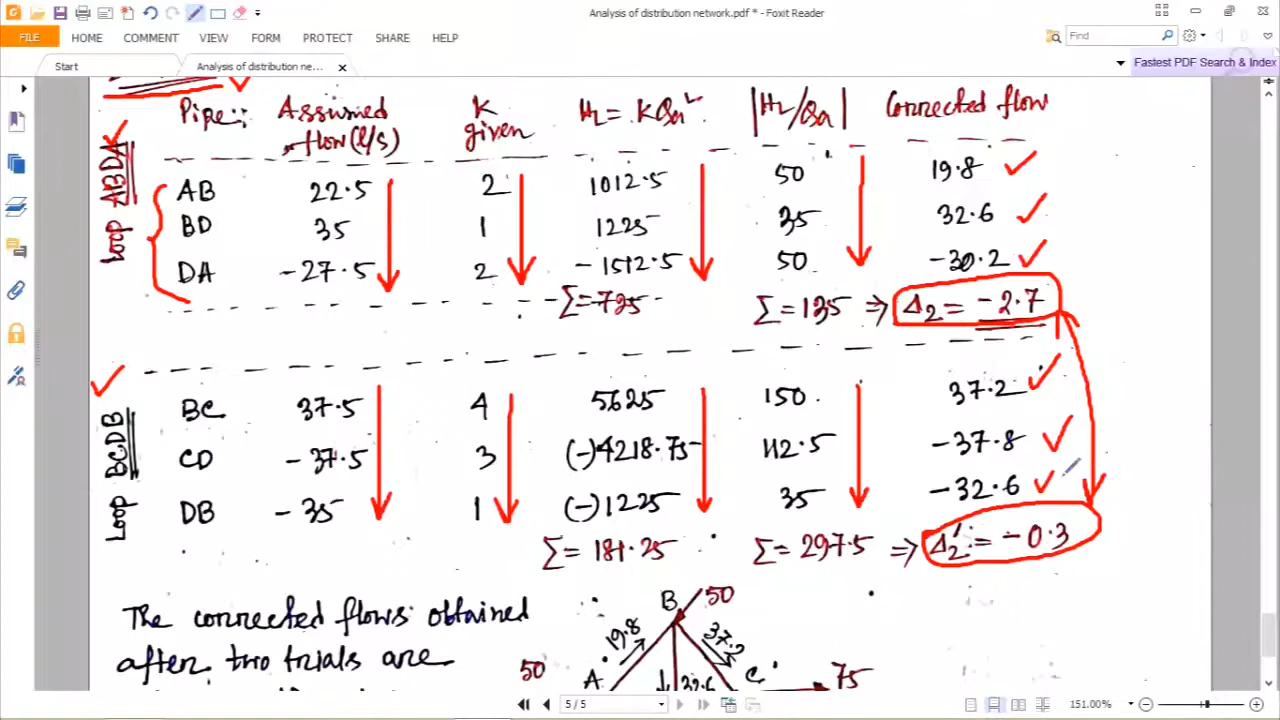 Analysis of distribution network.pdf * - Foxit Reader
FILE HOME COMMENT VIEW FORM PROTECT SHARE HELP
Find
Start Analysis of distribution ne...
Fastest PDF Search & Index
Pipe:: Assumed flow (l/s) K given HL = KQa² |HL/Qa| Connected flow
Loop ABDA
AB 22.5 2 1012.5 50 19.8
BD 35 1 1225 35 32.6
DA -27.5 2 -1512.5 50 -30.2
Σ=725 Σ=135 ⇒ Δ2 = -2.7
Loop BCDB
BC 37.5 4 5625 150 37.2
CD -37.5 3 (-)4218.75 112.5 -37.8
DB -35 1 (-)1225 35 -32.6
Σ=181.25 Σ=297.5 ⇒ Δ2' = -0.3
The connected flows obtained
after two trials are
B 50
19.8 37.2
50 A 32.6 C 75
5 / 5 151.00%